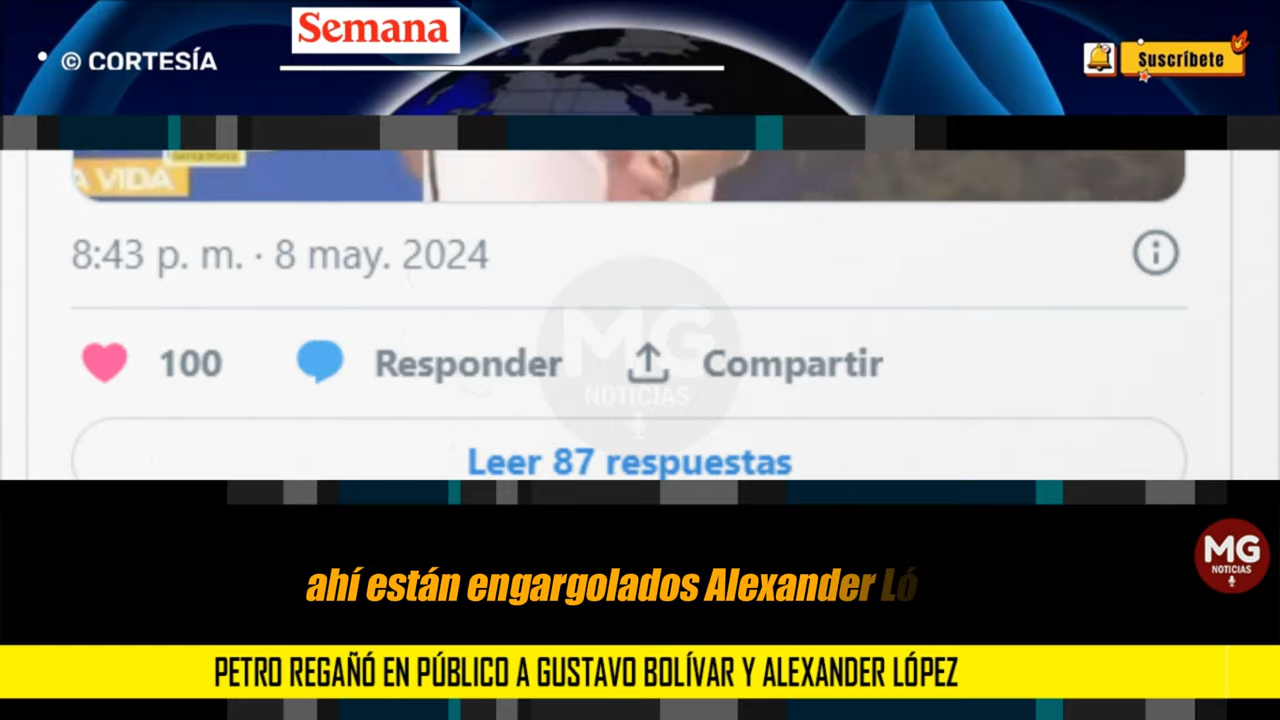 Semana
© CORTESÍA
Suscríbete
A VIDA
8:43 p. m. · 8 may. 2024
100 Responder Compartir
MG
NOTICIAS
Leer 87 respuestas
ahí están engargolados Alexander Ló
MG
NOTICIAS
PETRO REGAÑÓ EN PÚBLICO A GUSTAVO BOLÍVAR Y ALEXANDER LÓPEZ